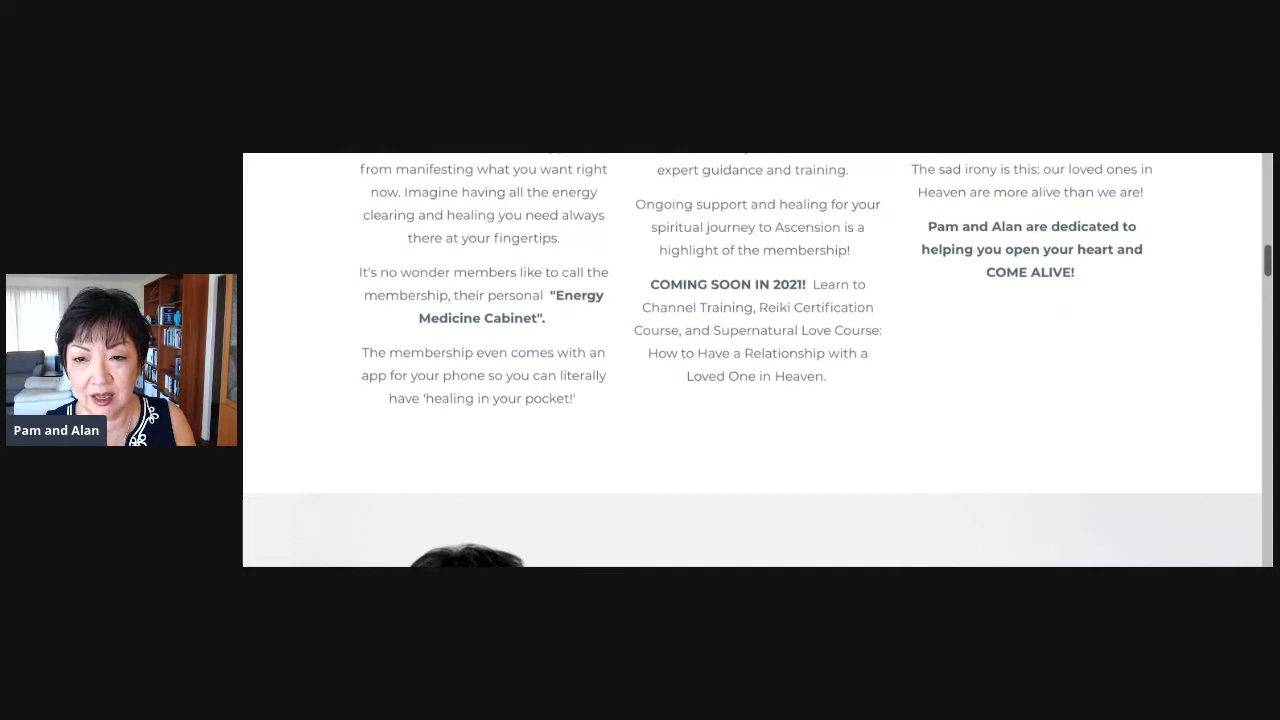 from manifesting what you want right
now. Imagine having all the energy
clearing and healing you need always
there at your fingertips.
It's no wonder members like to call the
membership, their personal "Energy
Medicine Cabinet".
The membership even comes with an
app for your phone so you can literally
have 'healing in your pocket!'
expert guidance and training.
Ongoing support and healing for your
spiritual journey to Ascension is a
highlight of the membership!
COMING SOON IN 2021! Learn to
Channel Training, Reiki Certification
Course, and Supernatural Love Course:
How to Have a Relationship with a
Loved One in Heaven.
The sad irony is this: our loved ones in
Heaven are more alive than we are!
Pam and Alan are dedicated to
helping you open your heart and
COME ALIVE!
Pam and Alan